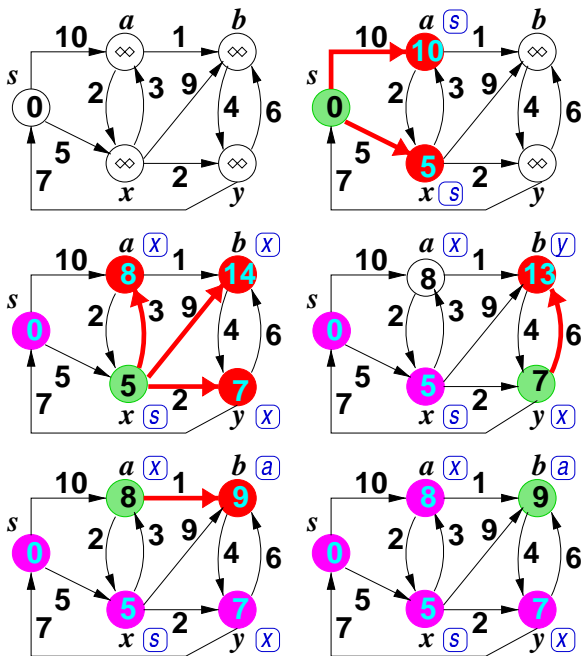 a b
10 1
s
0 ∞ ∞
2 3 9 4 6
5
7 ∞ 2 ∞
x y
a s b
10 10 1 ∞
s
0
2 3 9 4 6
5
7 5 2 ∞
x s y
a x b x
10 8 1 14
s
0
2 3 9 4 6
5
7 5 2 7
x s y x
a x b y
10 8 1 13
s
0
2 3 9 4 6
5
7 5 2 7
x s y x
a x b a
10 8 1 9
s
0
2 3 9 4 6
5
7 5 2 7
x s y x
a x b a
10 8 1 9
s
0
2 3 9 4 6
5
7 5 2 7
x s y x